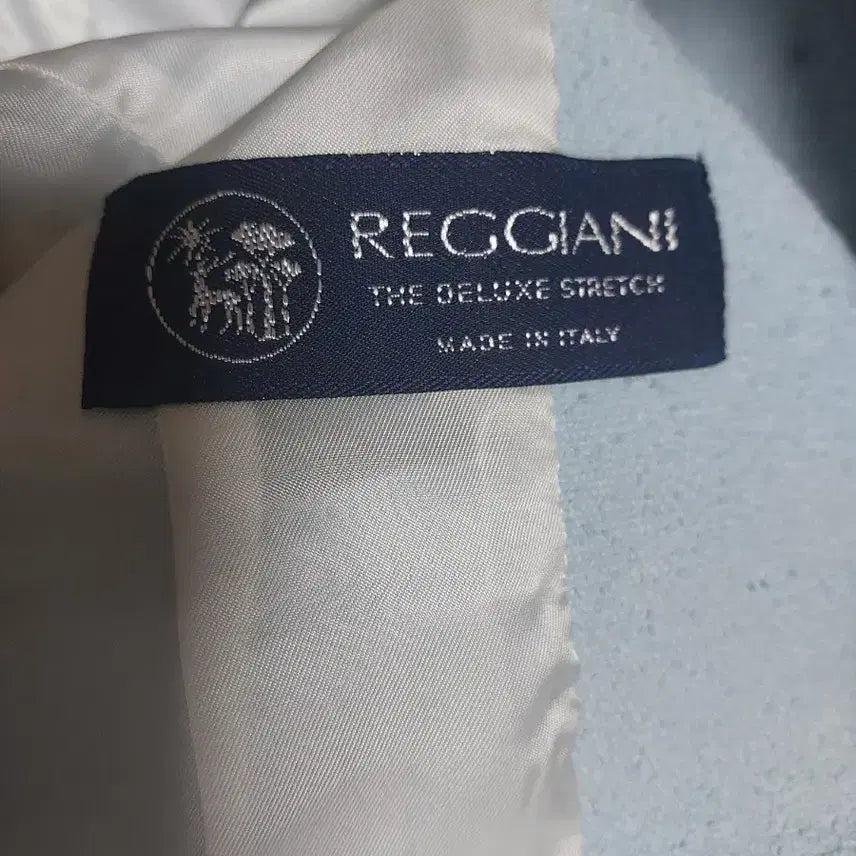 REGGIANI
THE DELUXE STRETCH
MADE IN ITALY